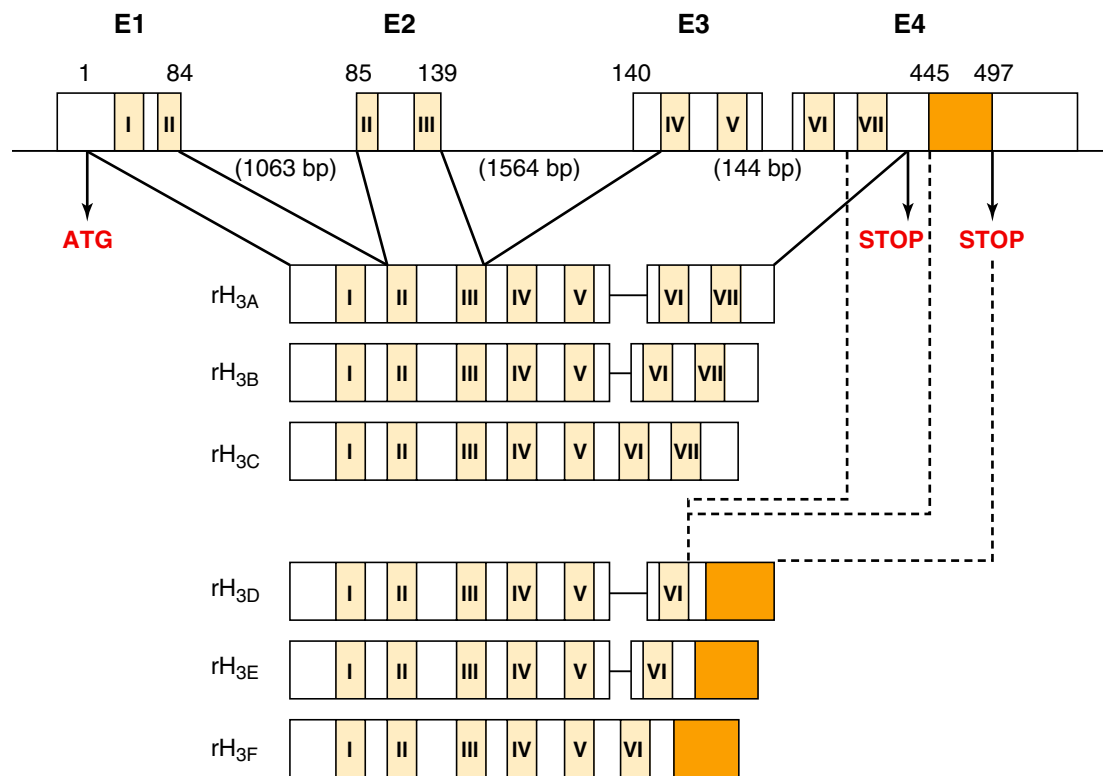 E1 E2 E3 E4
1 84 85 139 140 445 497
I II II III IV V VI VII
(1063 bp) (1564 bp) (144 bp)
ATG STOP STOP
rH3A I II III IV V VI VII
rH3B I II III IV V VI VII
rH3C I II III IV V VI VII
rH3D I II III IV V VI
rH3E I II III IV V VI
rH3F I II III IV V VI